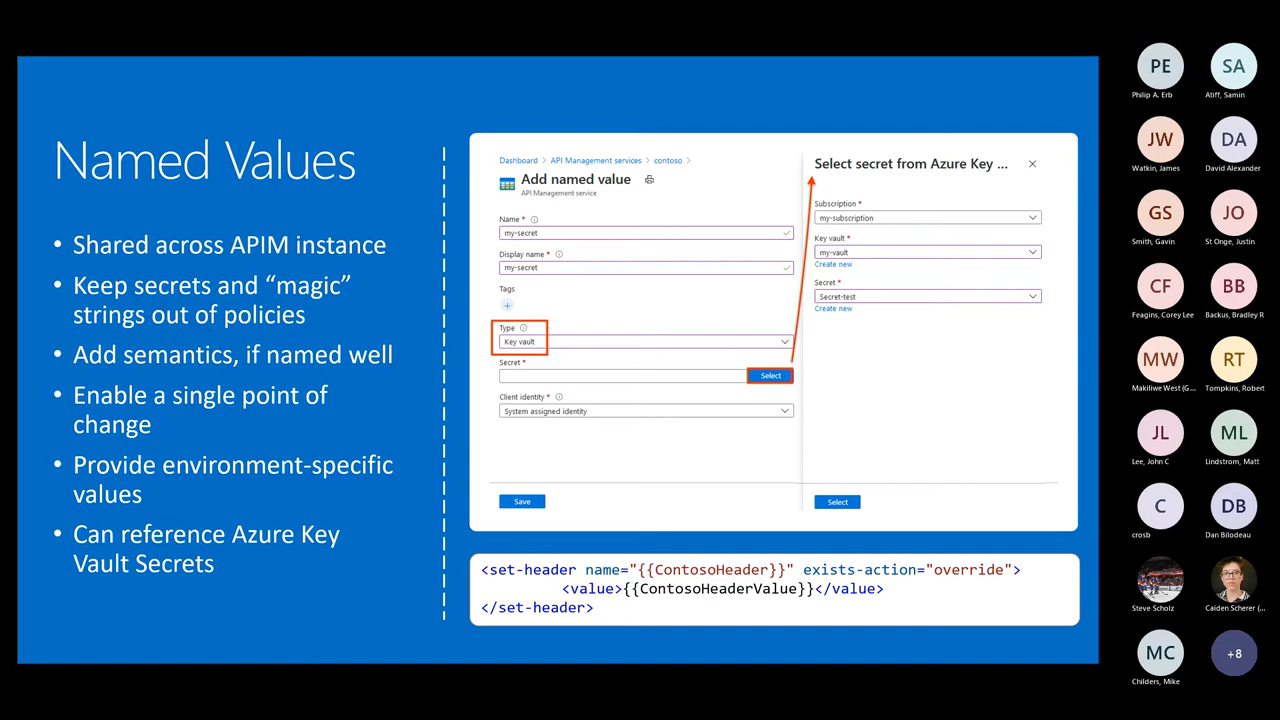 Named Values
• Shared across APIM instance
• Keep secrets and “magic”
strings out of policies
• Add semantics, if named well
• Enable a single point of
change
• Provide environment-specific
values
• Can reference Azure Key
Vault Secrets
Dashboard > API Management services > contoso >
Add named value
API Management service
Name *
my-secret
Display name *
my-secret
Tags
+
Type
Key vault
Secret *
Select
Client identity *
System assigned identity
Save
Select secret from Azure Key ...
Subscription *
my-subscription
Key vault *
my-vault
Create new
Secret *
Secret-test
Create new
Select
<set-header name="{{ContosoHeader}}" exists-action="override">
<value>{{ContosoHeaderValue}}</value>
</set-header>
PE
Philip A. Erb
SA
Atiff, Samin
JW
Watkin, James
DA
David Alexander
GS
Smith, Gavin
JO
St Onge, Justin
CF
Feagins, Corey Lee
BB
Backus, Bradley R
MW
Makiliwe West (G...
RT
Tompkins, Robert
JL
Lee, John C
ML
Lindstrom, Matt
C
crosb
DB
Dan Bilodeau
Steve Scholz
Caiden Scherer (...
MC
Childers, Mike
+8